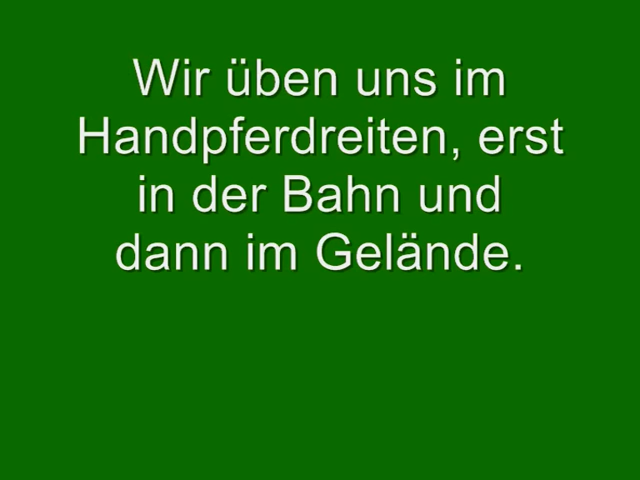 Wir üben uns im
Handpferdreiten, erst
in der Bahn und
dann im Gelände.